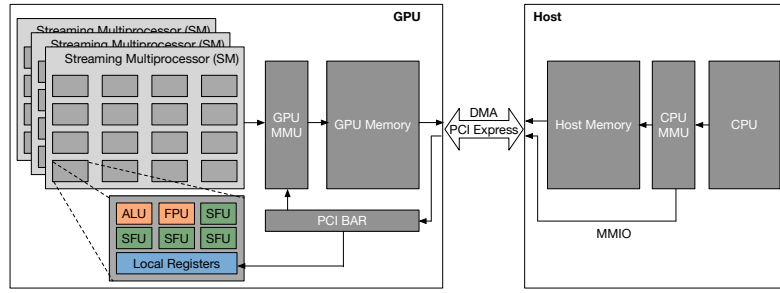 GPU
Streaming Multiprocessor (SM)
Streaming Multiprocessor (SM)
Streaming Multiprocessor (SM)
GPU
MMU
GPU Memory
PCI BAR
ALU
FPU
SFU
SFU
SFU
SFU
Local Registers
DMA
PCI Express
Host
Host Memory
CPU
MMU
CPU
MMIO